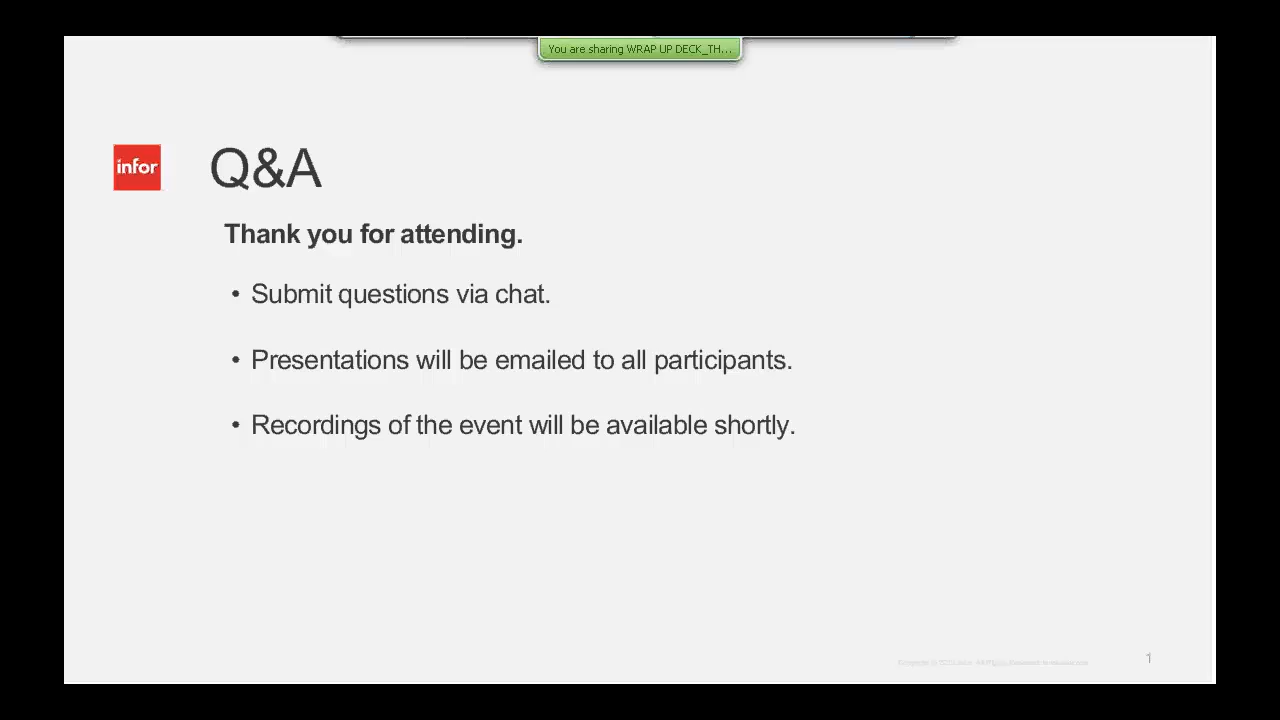 You are sharing WRAP UP DECK_TH...
infor
Q&A
Thank you for attending.
• Submit questions via chat.
• Presentations will be emailed to all participants.
• Recordings of the event will be available shortly.
1